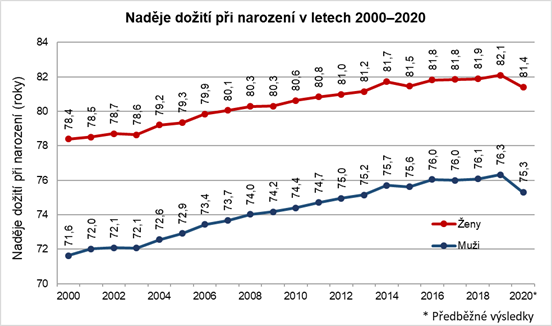 Naděje dožití při narození v letech 2000–2020
Naděje dožití při narození (roky)
84
82
80
78
76
74
72
70
78,4 78,5 78,7 78,6 79,2 79,3 79,9 80,1 80,3 80,3 80,6 80,8 81,0 81,2 81,7 81,5 81,8 81,8 81,9 82,1 81,4
71,6 72,0 72,1 72,1 72,6 72,9 73,4 73,7 74,0 74,2 74,4 74,7 75,0 75,2 75,7 75,6 76,0 76,0 76,1 76,3 75,3
Ženy
Muži
2000 2002 2004 2006 2008 2010 2012 2014 2016 2018 2020*
* Předběžné výsledky